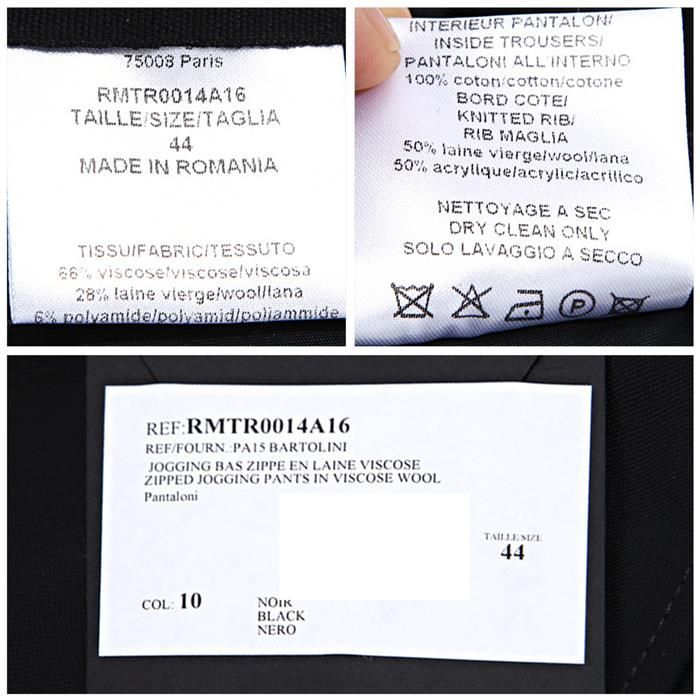 75008 Paris
RMTR0014A16
TAILLE/SIZE/TAGLIA
44
MADE IN ROMANIA
TISSU/FABRIC/TESSUTO
66% viscose/viscose/viscosa
28% laine vierge/wool/lana
6% polyamide/polyamid/poliammide
INTERIEUR PANTALON/
INSIDE TROUSERS/
PANTALONI ALL'INTERNO
100% coton/cotton/cotone
BORD COTE/
KNITTED RIB/
RIB MAGLIA
50% laine vierge/wool/lana
50% acrylique/acrylic/acrilico
NETTOYAGE A SEC
DRY CLEAN ONLY
SOLO LAVAGGIO A SECCO
P
REF:RMTR0014A16
REF/FOURN.:PA15 BARTOLINI
JOGGING BAS ZIPPE EN LAINE VISCOSE
ZIPPED JOGGING PANTS IN VISCOSE WOOL
Pantaloni
TAILLE/SIZE
44
COL: 10
NOIR
BLACK
NERO